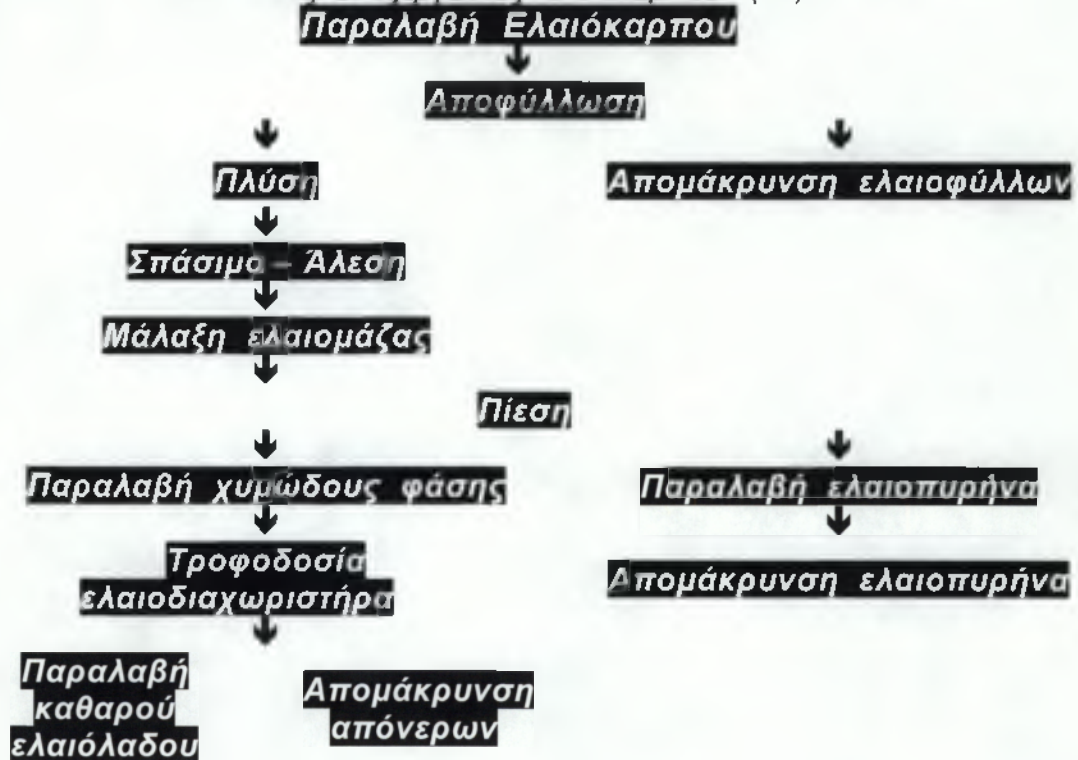 Παραλαβή Ελαιόκαρπου
Αποφύλλωση
Πλύση
Απομάκρυνση ελαιοφύλλων
Σπάσιμο – Άλεση
Μάλαξη ελαιομάζας
Πίεση
Παραλαβή χυμώδους φάσης
Παραλαβή ελαιοπυρήνα
Τροφοδοσία
ελαιοδιαχωριστήρα
Απομάκρυνση ελαιοπυρήνα
Παραλαβή
καθαρού
ελαιόλαδου
Απομάκρυνση
απόνερων